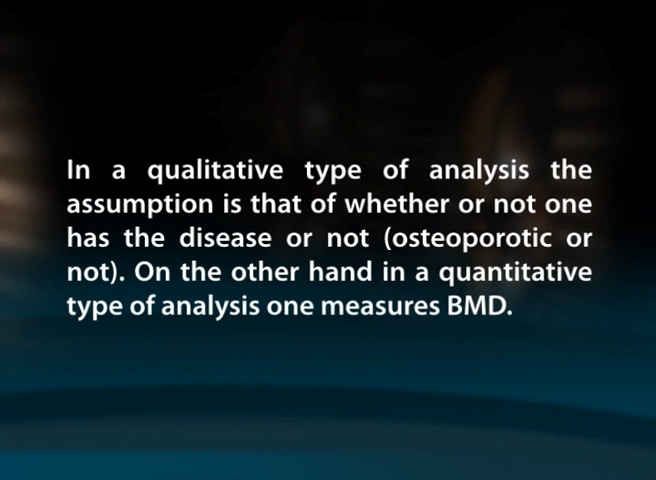 In a qualitative type of analysis the
assumption is that of whether or not one
has the disease or not (osteoporotic or
not). On the other hand in a quantitative
type of analysis one measures BMD.